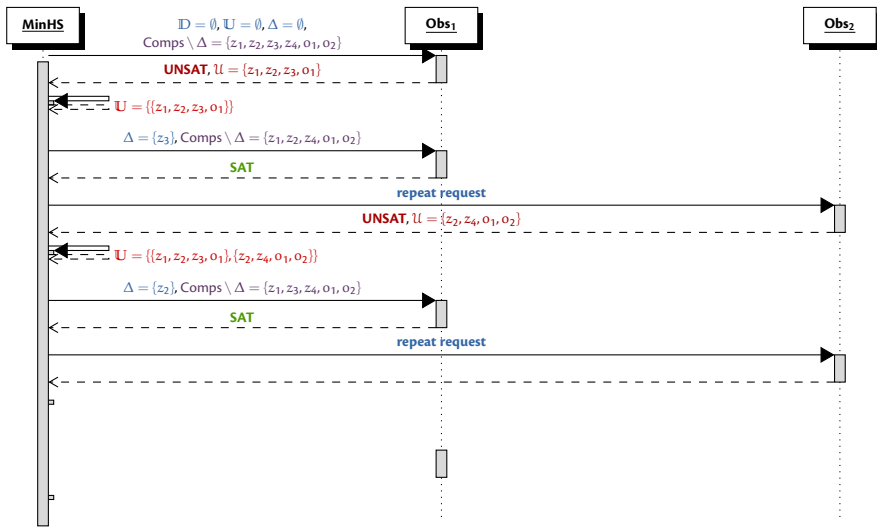 MinHS
Obs₁
Obs₂
𝔻 = ∅, 𝕌 = ∅, Δ = ∅,
Comps \ Δ = {z₁, z₂, z₃, z₄, o₁, o₂}
UNSAT, 𝒰 = {z₁, z₂, z₃, o₁}
𝕌 = {{z₁, z₂, z₃, o₁}}
Δ = {z₃}, Comps \ Δ = {z₁, z₂, z₄, o₁, o₂}
SAT
repeat request
UNSAT, 𝒰 = {z₂, z₄, o₁, o₂}
𝕌 = {{z₁, z₂, z₃, o₁}, {z₂, z₄, o₁, o₂}}
Δ = {z₂}, Comps \ Δ = {z₁, z₃, z₄, o₁, o₂}
SAT
repeat request